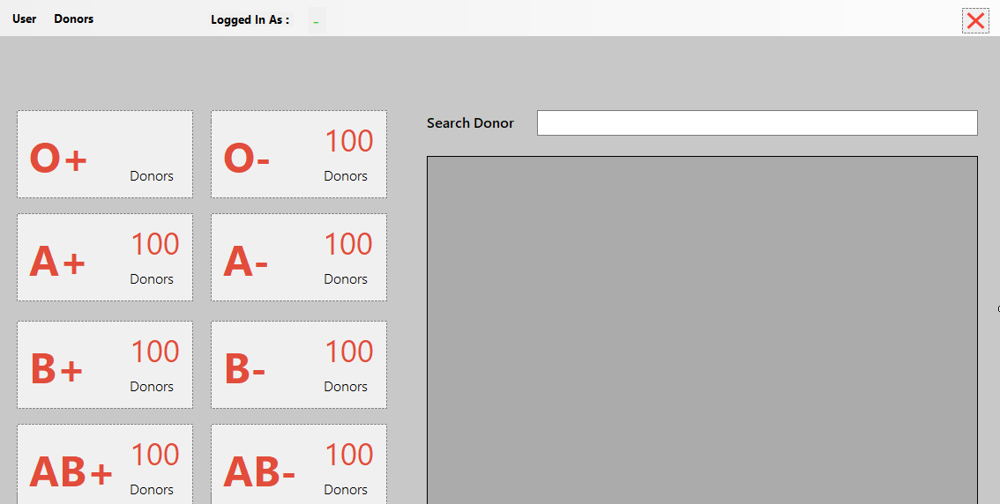 User Donors Logged In As : _
O+ Donors
O- 100 Donors
Search Donor
A+ 100 Donors
A- 100 Donors
B+ 100 Donors
B- 100 Donors
AB+ 100 Donors
AB- 100 Donors